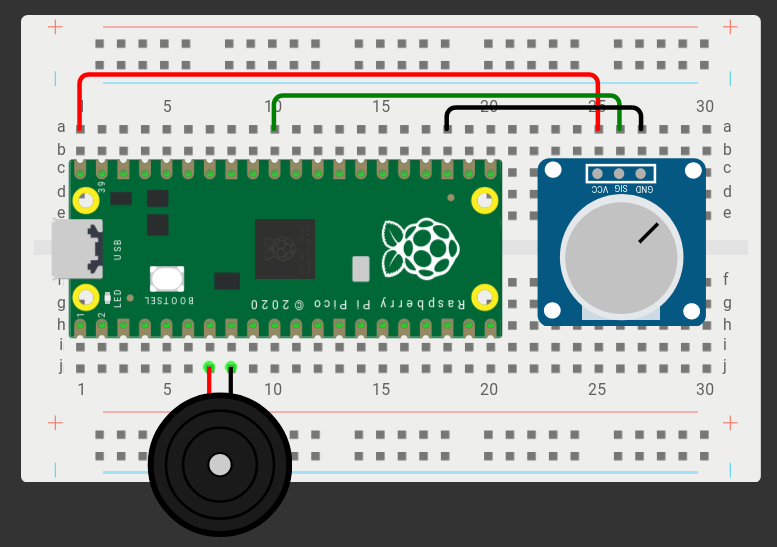 1 5 10 15 20 25 30
a a
b b
c c
d d
e e
39
VCC SIG GND
USB
BOOTSEL
LED
Raspberry Pi Pico © 2020
1 2
f f
g g
h h
i i
j j
1 5 10 15 20 25 30